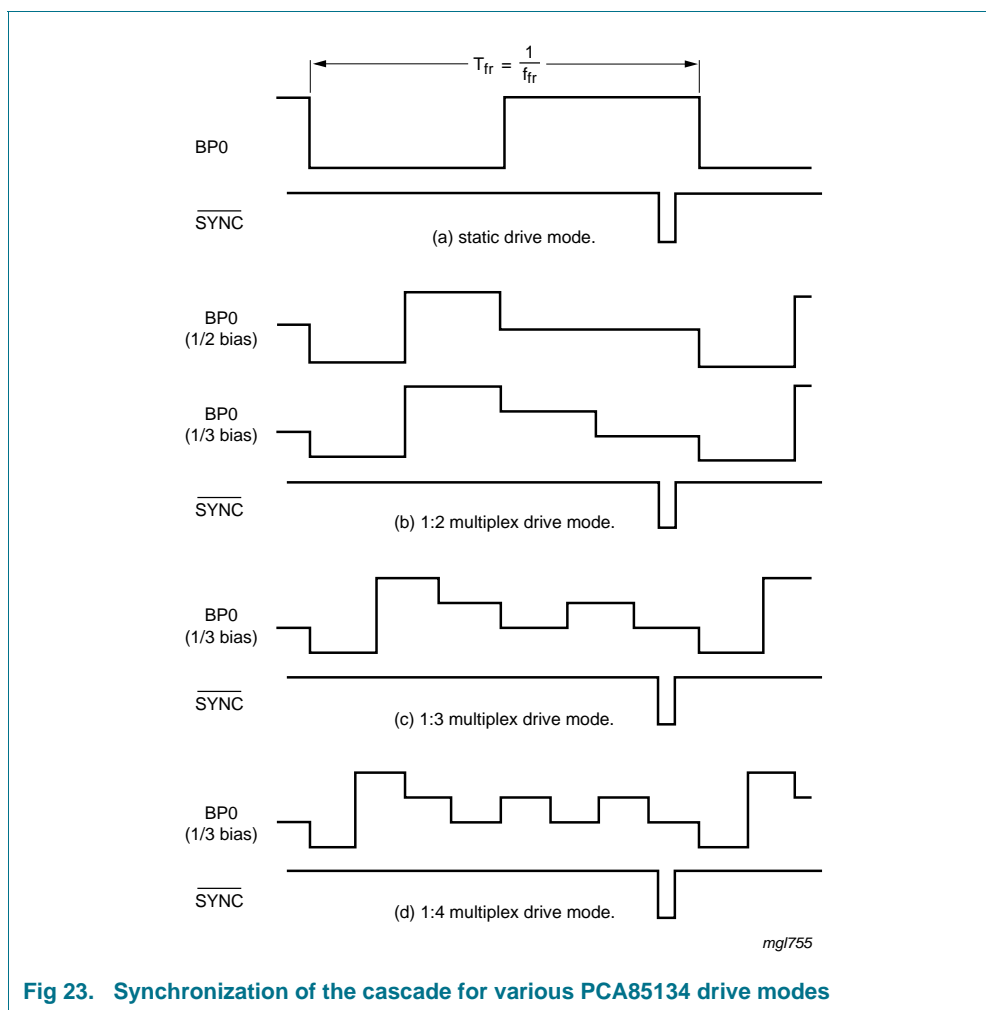 Tfr = 1
ffr
BP0
SYNC
(a) static drive mode.
BP0
(1/2 bias)
BP0
(1/3 bias)
SYNC
(b) 1:2 multiplex drive mode.
BP0
(1/3 bias)
SYNC
(c) 1:3 multiplex drive mode.
BP0
(1/3 bias)
SYNC
(d) 1:4 multiplex drive mode.
mgl755
Fig 23. Synchronization of the cascade for various PCA85134 drive modes